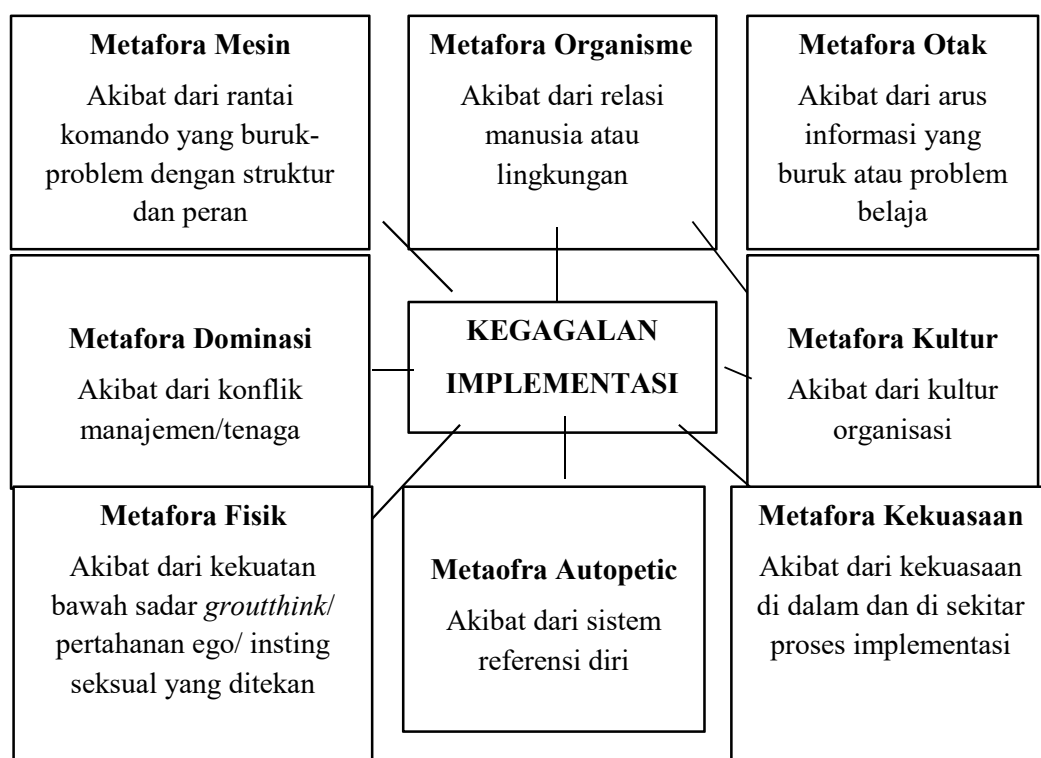 Metafora Mesin
Akibat dari rantai
komando yang buruk-
problem dengan struktur
dan peran
Metafora Organisme
Akibat dari relasi
manusia atau
lingkungan
Metafora Otak
Akibat dari arus
informasi yang
buruk atau problem
belaja
Metafora Dominasi
Akibat dari konflik
manajemen/tenaga
KEGAGALAN
IMPLEMENTASI
Metafora Kultur
Akibat dari kultur
organisasi
Metafora Fisik
Akibat dari kekuatan
bawah sadar groutthink/
pertahanan ego/ insting
seksual yang ditekan
Metaofra Autopetic
Akibat dari sistem
referensi diri
Metafora Kekuasaan
Akibat dari kekuasaan
di dalam dan di sekitar
proses implementasi